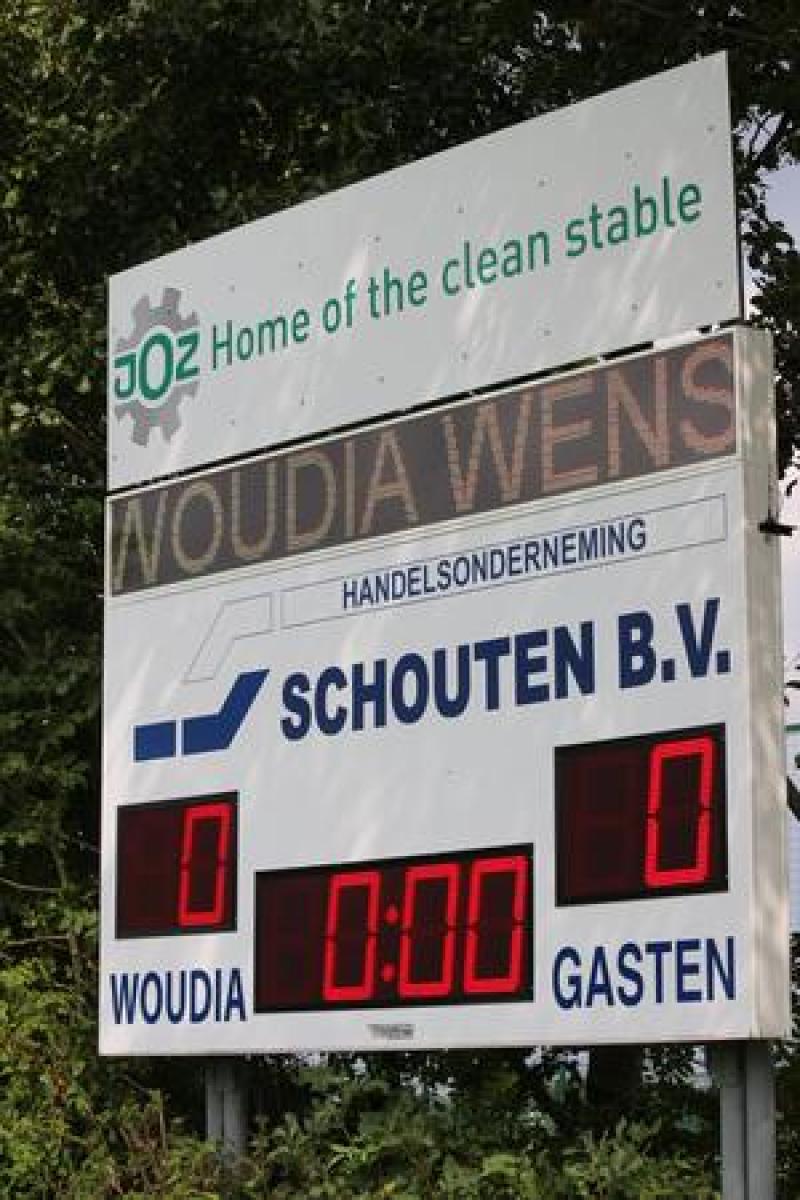 JOZ Home of the clean stable
WOUDIA WENS
HANDELSONDERNEMING
SCHOUTEN B.V.
0
0
0:00
WOUDIA
GASTEN